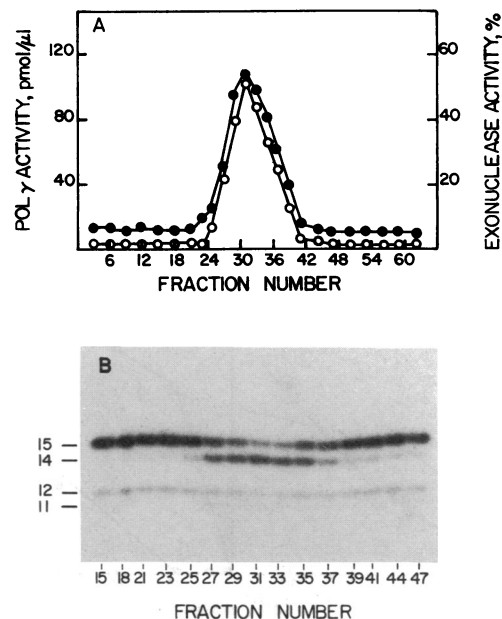 A
POL γ ACTIVITY, pmol/μl
120
80
40
EXONUCLEASE ACTIVITY, %
60
40
20
6 12 18 24 30 36 42 48 54 60
FRACTION NUMBER
B
15
14
12
11
15 18 21 23 25 27 29 31 33 35 37 39 41 44 47
FRACTION NUMBER